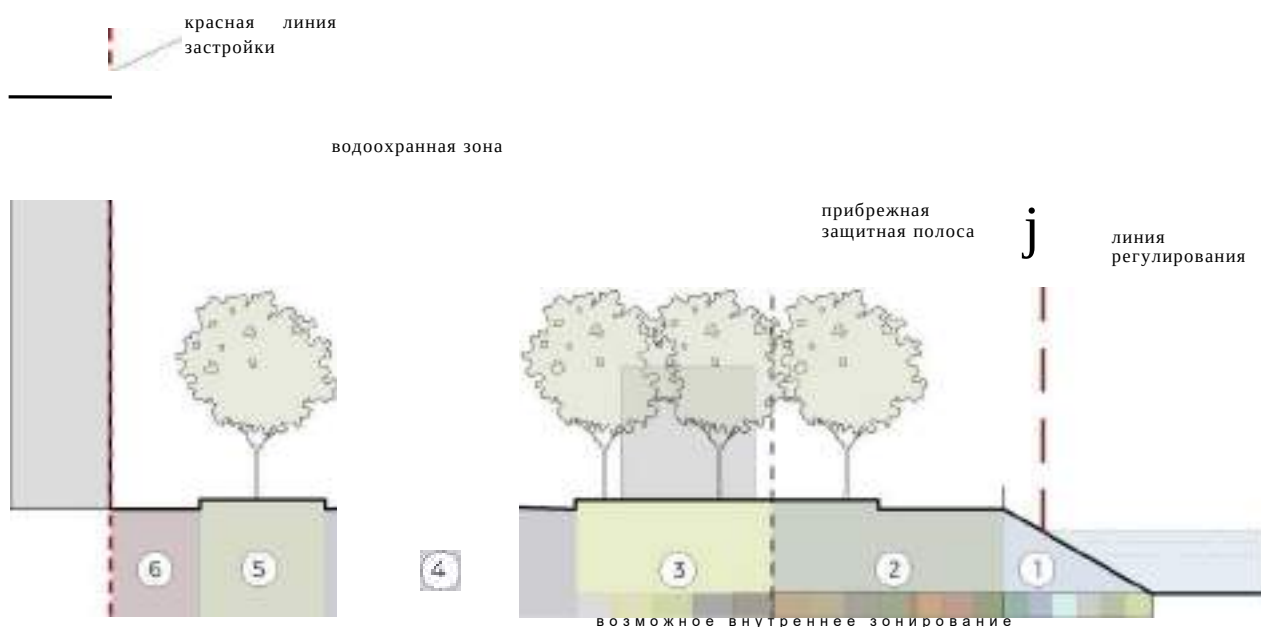 красная линия
застройки
водоохранная зона
прибрежная
защитная полоса
j
линия
регулирования
6
5
4
3
2
1
возможное внутреннее зонирование